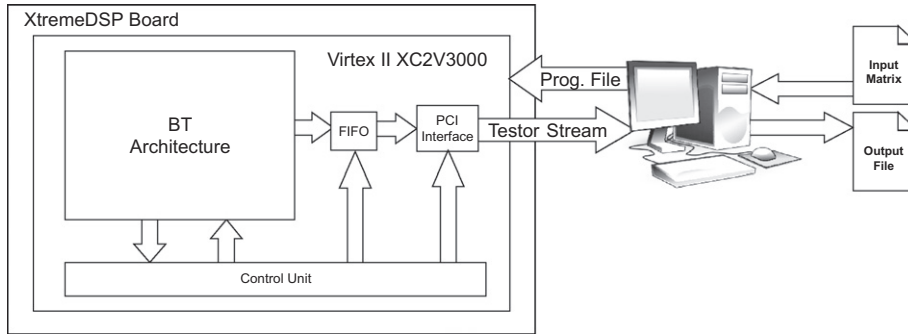 XtremeDSP Board
Virtex II XC2V3000
BT
Architecture
FIFO
PCI
Interface
Prog. File
Testor Stream
Input
Matrix
Output
File
Control Unit